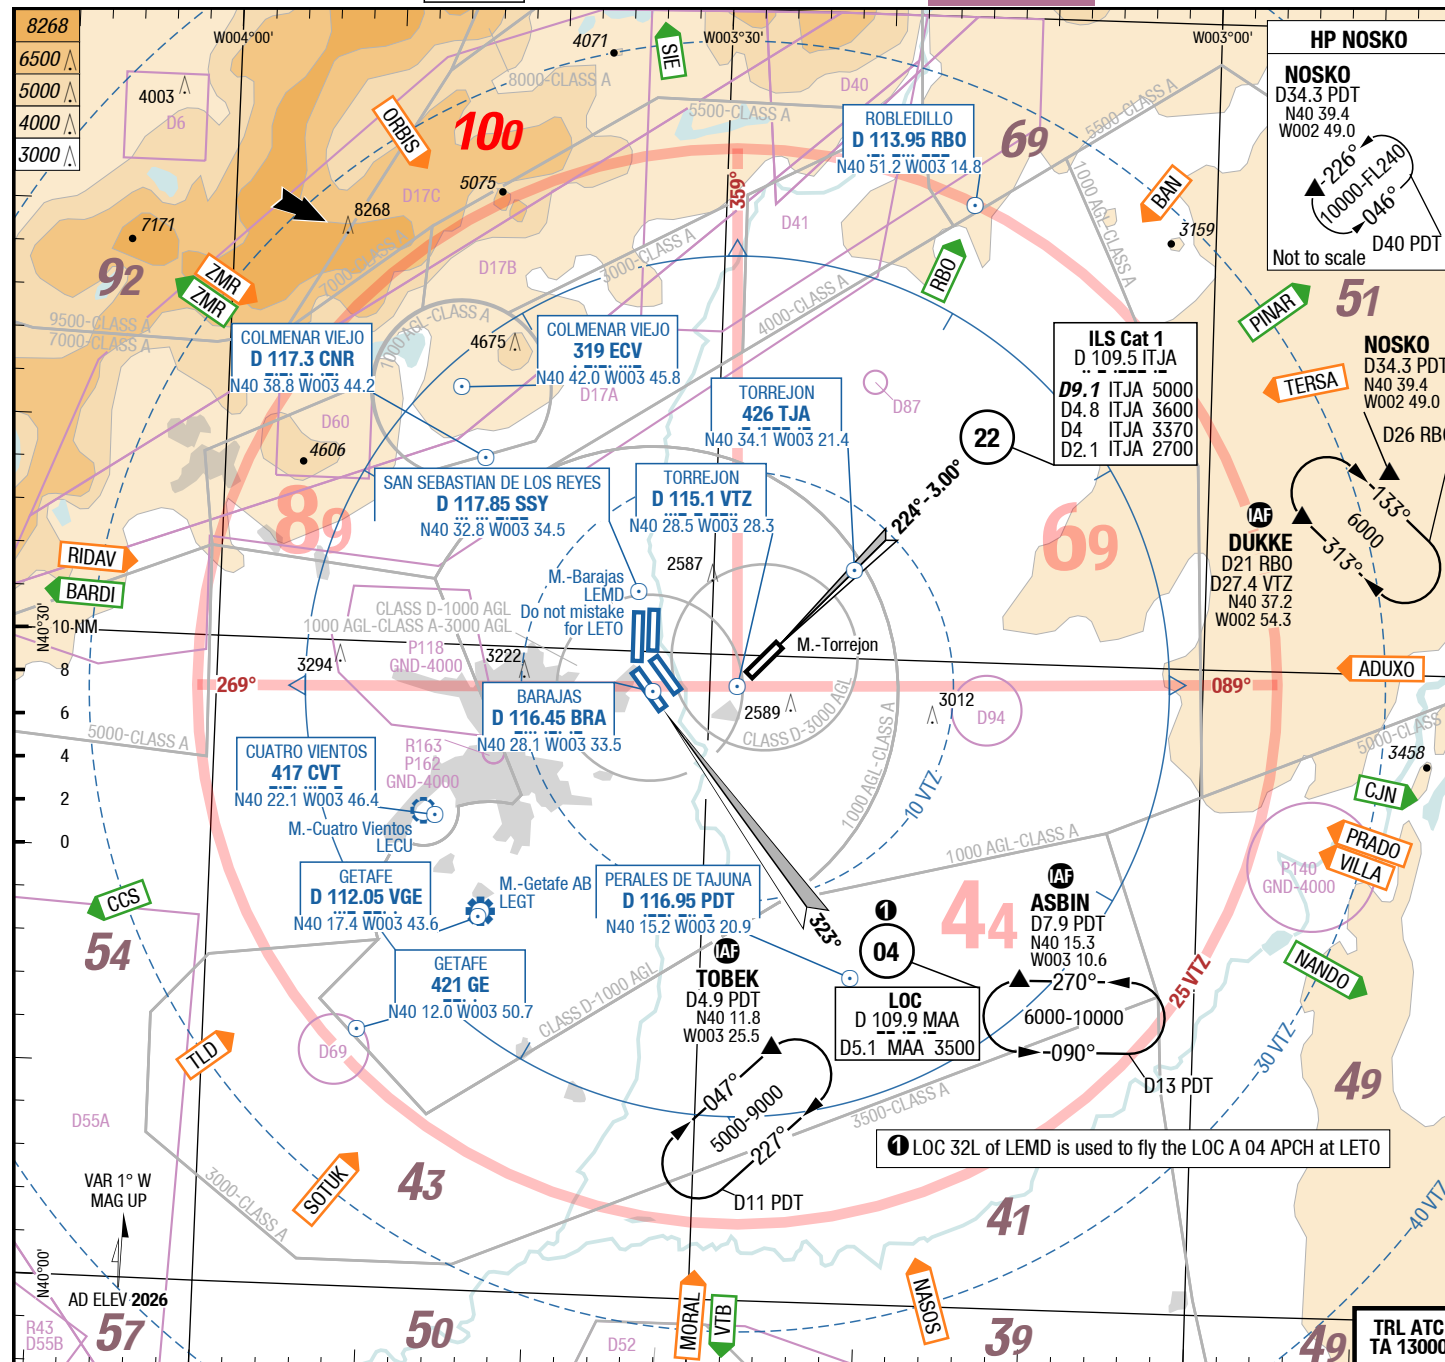 8268
6500
5000
4000
3000
W004°00'
W003°30'
W003°00'
4003
D6
ORBIS
100
4071
8000-CLASS A
SIE
5500-CLASS A
D40
ROBLEDILLO
D 113.95 RBO
N40 51.2 W003 14.8
69
5500-CLASS A
1000 AGL-CLASS A
BAN
3159
HP NOSKO
NOSKO
D34.3 PDT
N40 39.4
W002 49.0
226°
10000-FL240
046°
D40 PDT
Not to scale
51
7171
92
ZMR
ZMR
8268
5075
D17C
D17B
7000-CLASS A
3000-CLASS A
359°
D41
4000-CLASS A
RBO
PINAR
9500-CLASS A
7000-CLASS A
1000 AGL-CLASS A
4675
COLMENAR VIEJO
D 117.3 CNR
N40 38.8 W003 44.2
COLMENAR VIEJO
319 ECV
N40 42.0 W003 45.8
D17A
D60
4606
TORREJON
426 TJA
N40 34.1 W003 21.4
D87
22
ILS Cat 1
D 109.5 ITJA
D9.1 ITJA 5000
D4.8 ITJA 3600
D4 ITJA 3370
D2.1 ITJA 2700
TERSA
NOSKO
D34.3 PDT
N40 39.4
W002 49.0
D26 RBO
133°
6000
313°
89
SAN SEBASTIAN DE LOS REYES
D 117.85 SSY
N40 32.8 W003 34.5
TORREJON
D 115.1 VTZ
N40 28.5 W003 28.3
224°-3.00°
69
IAF
DUKKE
D21 RBO
D27.4 VTZ
N40 37.2
W002 54.3
RIDAV
BARDI
N40°30'
10 NM
8
6
4
2
0
M.-Barajas
LEMD
Do not mistake
for LETO
2587
CLASS D-1000 AGL
1000 AGL-CLASS A-3000 AGL
P118
GND-4000
3294
3222
M.-Torrejon
269°
089°
ADUXO
BARAJAS
D 116.45 BRA
N40 28.1 W003 33.5
2589
CLASS D-3000 AGL
3012
D94
5000-CLASS A
5000-CLASS A
3458
R163
P162
GND-4000
CUATRO VIENTOS
417 CVT
N40 22.1 W003 46.4
M.-Cuatro Vientos
LECU
1000 AGL-CLASS A
10 VTZ
1000 AGL-CLASS A
CJN
PRADO
VILLA
P140
GND-4000
GETAFE
D 112.05 VGE
N40 17.4 W003 43.6
M.-Getafe AB
LEGT
PERALES DE TAJUNA
D 116.95 PDT
N40 15.2 W003 20.9
323°
1
04
44
IAF
ASBIN
D7.9 PDT
N40 15.3
W003 10.6
270°
6000-10000
090°
D13 PDT
25 VTZ
30 VTZ
NANDO
CCS
54
GETAFE
421 GE
N40 12.0 W003 50.7
CLASS D-1000 AGL
IAF
TOBEK
D4.9 PDT
N40 11.8
W003 25.5
LOC
D 109.9 MAA
D5.1 MAA 3500
047°
5000-9000
227°
D11 PDT
3500-CLASS A
TLD
D69
49
D55A
1 LOC 32L of LEMD is used to fly the LOC A 04 APCH at LETO
VAR 1° W
MAG UP
3000-CLASS A
SOTUK
43
41
40 VTZ
N40°00'
AD ELEV 2026
R43
D55B
57
50
D52
MORAL
VTB
NASOS
39
49
TRL ATC
TA 13000